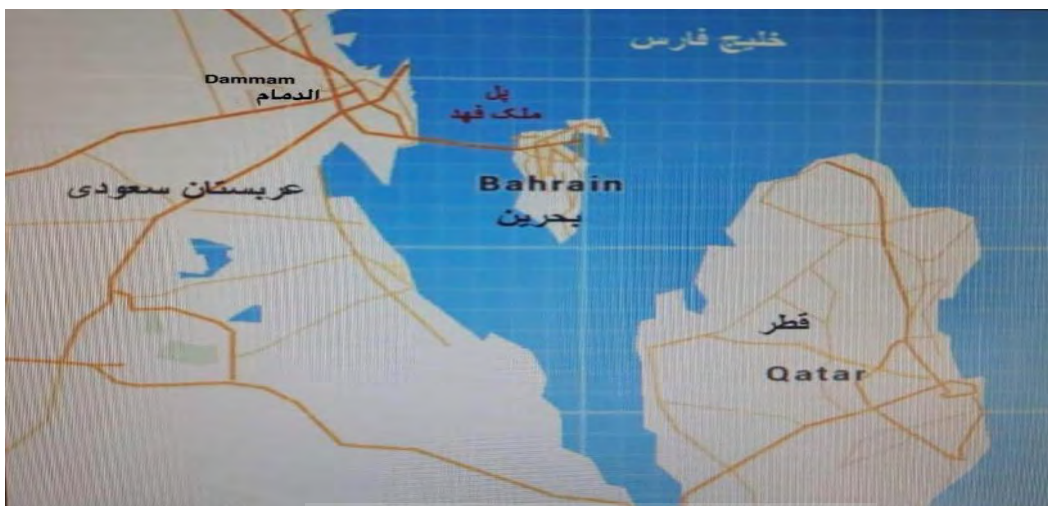 خلیج فارس
Dammam
الدمام
پل
ملک فهد
عربستان سعودی
Bahrain
بحرین
قطر
Qatar